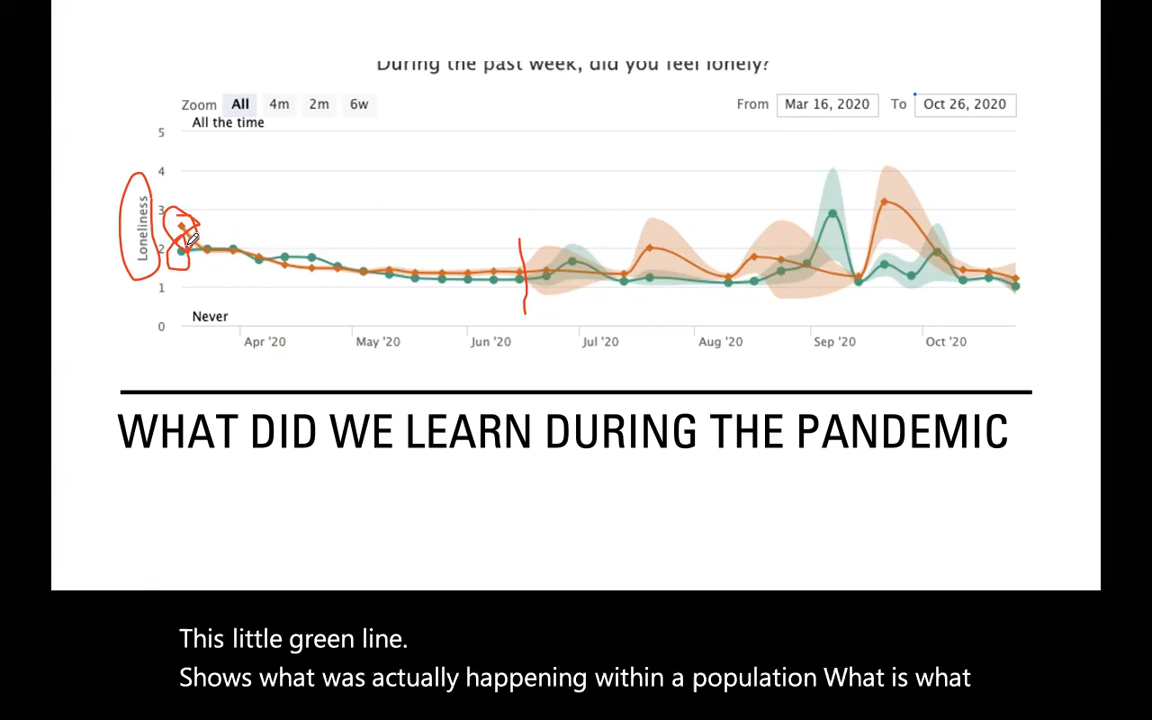 During the past week, did you feel lonely?
Zoom All 4m 2m 6w From Mar 16, 2020 To Oct 26, 2020
All the time
5
4
3
2
1
0
Loneliness
Never
Apr '20 May '20 Jun '20 Jul '20 Aug '20 Sep '20 Oct '20
WHAT DID WE LEARN DURING THE PANDEMIC
This little green line.
Shows what was actually happening within a population What is what